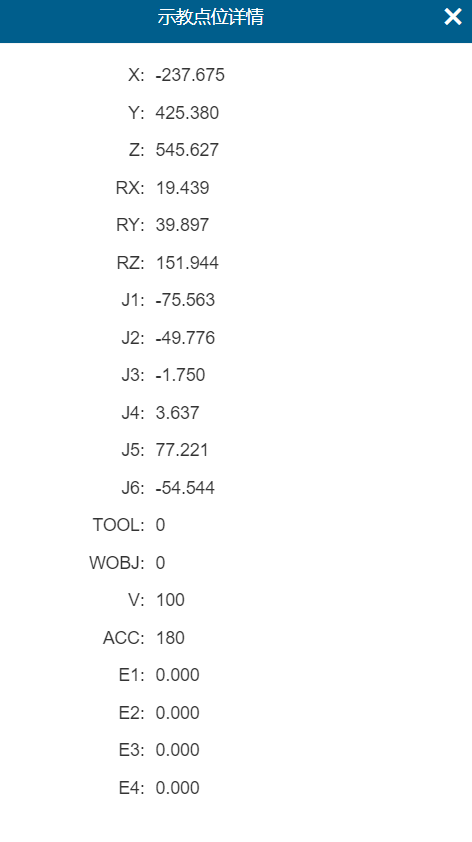 示教点位详情
X: -237.675
Y: 425.380
Z: 545.627
RX: 19.439
RY: 39.897
RZ: 151.944
J1: -75.563
J2: -49.776
J3: -1.750
J4: 3.637
J5: 77.221
J6: -54.544
TOOL: 0
WOBJ: 0
V: 100
ACC: 180
E1: 0.000
E2: 0.000
E3: 0.000
E4: 0.000